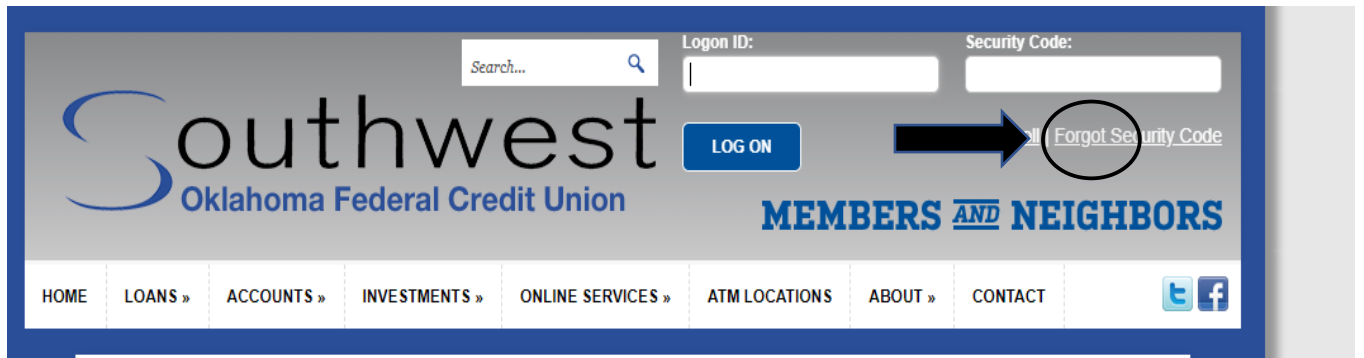 Logon ID:
Security Code:
Search...
Southwest
Oklahoma Federal Credit Union
LOG ON
| Forgot Security Code
MEMBERS AND NEIGHBORS
HOME
LOANS »
ACCOUNTS »
INVESTMENTS »
ONLINE SERVICES »
ATM LOCATIONS
ABOUT »
CONTACT